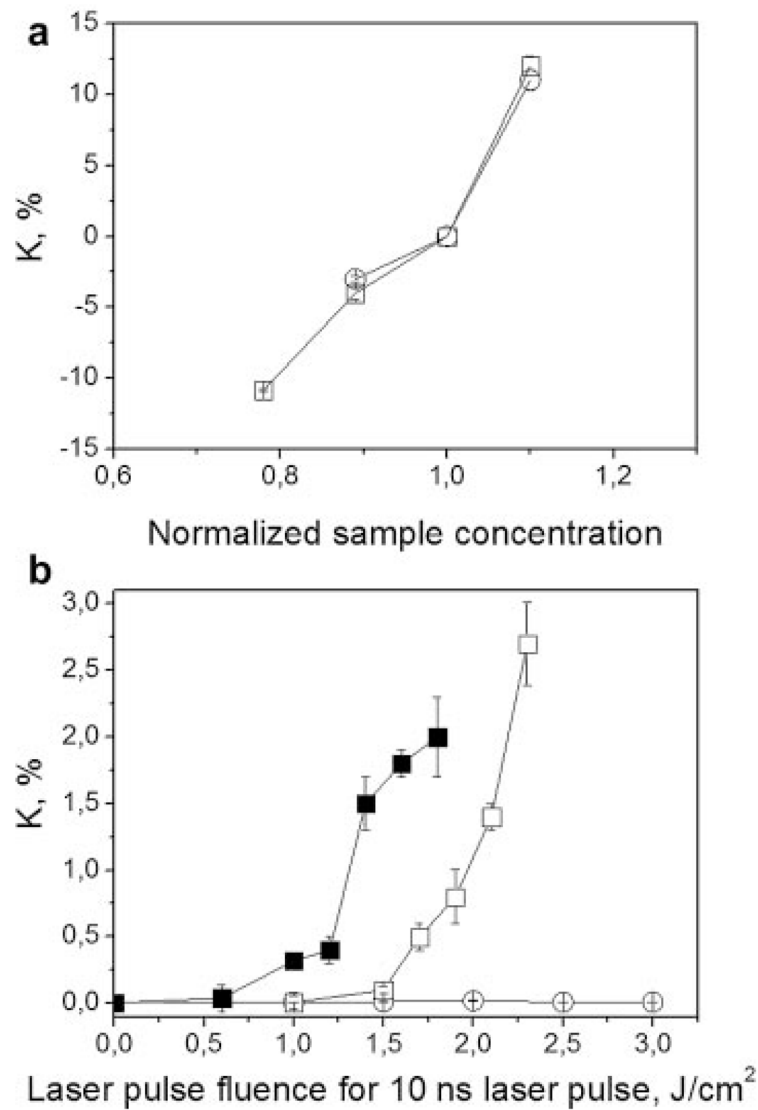 a
15
10
5
0
-5
-10
-15
K, %
0,6 0,8 1,0 1,2
Normalized sample concentration
b
3,0
2,5
2,0
1,5
1,0
0,5
0,0
K, %
0,0 0,5 1,0 1,5 2,0 2,5 3,0
Laser pulse fluence for 10 ns laser pulse, J/cm²